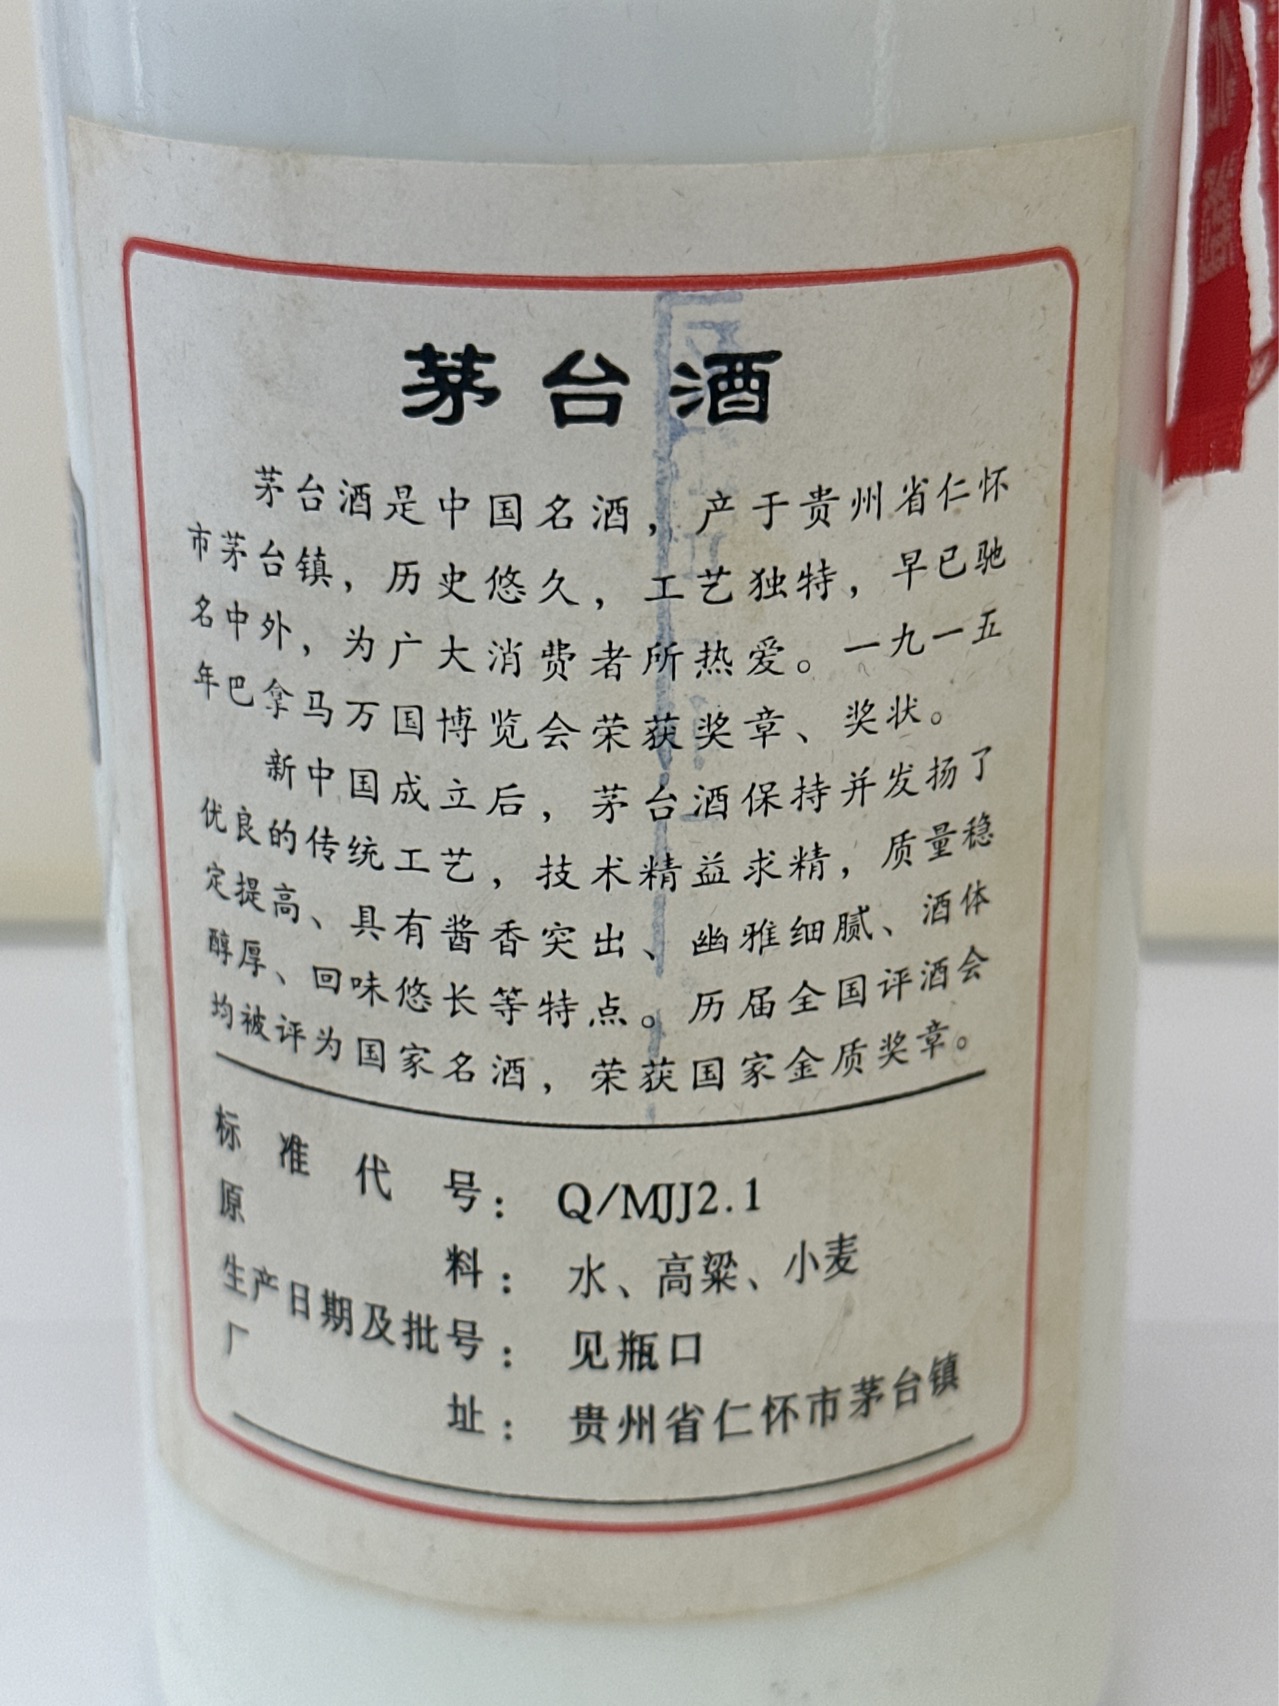 茅台酒
茅台酒是中国名酒，产于贵州省仁怀
市茅台镇，历史悠久，工艺独特，早已驰
名中外，为广大消费者所热爱。一九一五
年巴拿马万国博览会荣获奖章、奖状。
新中国成立后，茅台酒保持并发扬了
优良的传统工艺，技术精益求精，质量稳
定提高、具有酱香突出、幽雅细腻、酒体
醇厚、回味悠长等特点。历届全国评酒会
均被评为国家名酒，荣获国家金质奖章。
标准代号：Q/MJJ2.1
原料：水、高粱、小麦
生产日期及批号：见瓶口
厂址：贵州省仁怀市茅台镇